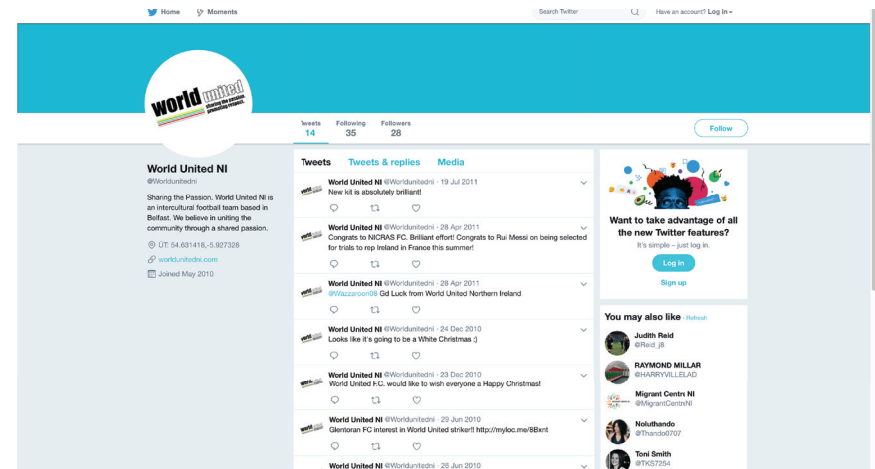 Home
Moments
Search Twitter
Have an account? Log in
world united
sharing the passion.
promoting respect.
Tweets
14
Following
35
Followers
28
Follow
World United NI
@Worldunitedni
Sharing the Passion. World United NI is
an intercultural football team based in
Belfast. We believe in uniting the
community through a shared passion.
ÜT: 54.631418,-5.927328
worldunitedni.com
Joined May 2010
Tweets
Tweets & replies
Media
World United NI @Worldunitedni · 19 Jul 2011
New kit is absolutely brilliant!
World United NI @Worldunitedni · 28 Apr 2011
Congrats to NICRAS FC. Brilliant effort! Congrats to Rui Messi on being selected
for trials to rep Ireland in France this summer!
World United NI @Worldunitedni · 28 Apr 2011
@Wazzaroon08 Gd Luck from World United Northern Ireland
World United NI @Worldunitedni · 24 Dec 2010
Looks like it's going to be a White Christmas :)
World United NI @Worldunitedni · 23 Dec 2010
World United F.C. would like to wish everyone a Happy Christmas!
World United NI @Worldunitedni · 29 Jun 2010
Glentoran FC interest in World United striker!! http://myloc.me/8Bxnt
World United NI @Worldunitedni · 26 Jun 2010
Want to take advantage of all
the new Twitter features?
It's simple – just log in.
Log in
Sign up
You may also like · Refresh
Judith Reid
@Reid_j8
RAYMOND MILLAR
@HARRYVILLELAD
Migrant Centre NI
@MigrantCentreNI
Noluthando
@Thando0707
Toni Smith
@TKS7254